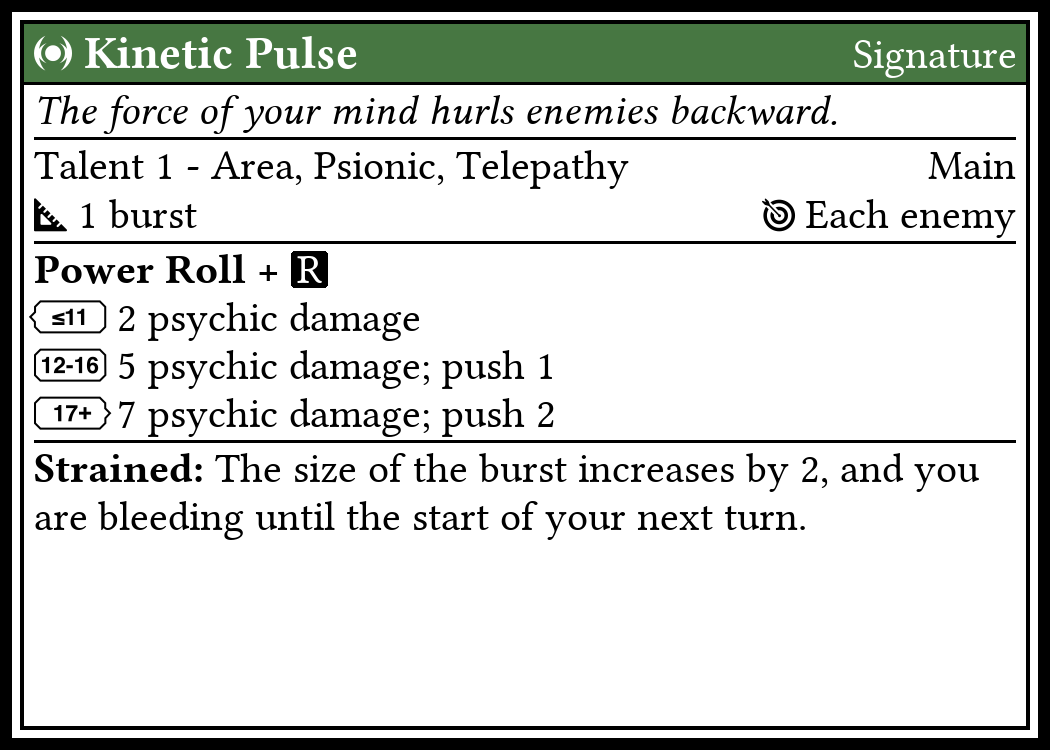 Kinetic Pulse Signature
The force of your mind hurls enemies backward.
Talent 1 - Area, Psionic, Telepathy Main
1 burst Each enemy
Power Roll + R
≤11 2 psychic damage
12-16 5 psychic damage; push 1
17+ 7 psychic damage; push 2
Strained: The size of the burst increases by 2, and you
are bleeding until the start of your next turn.